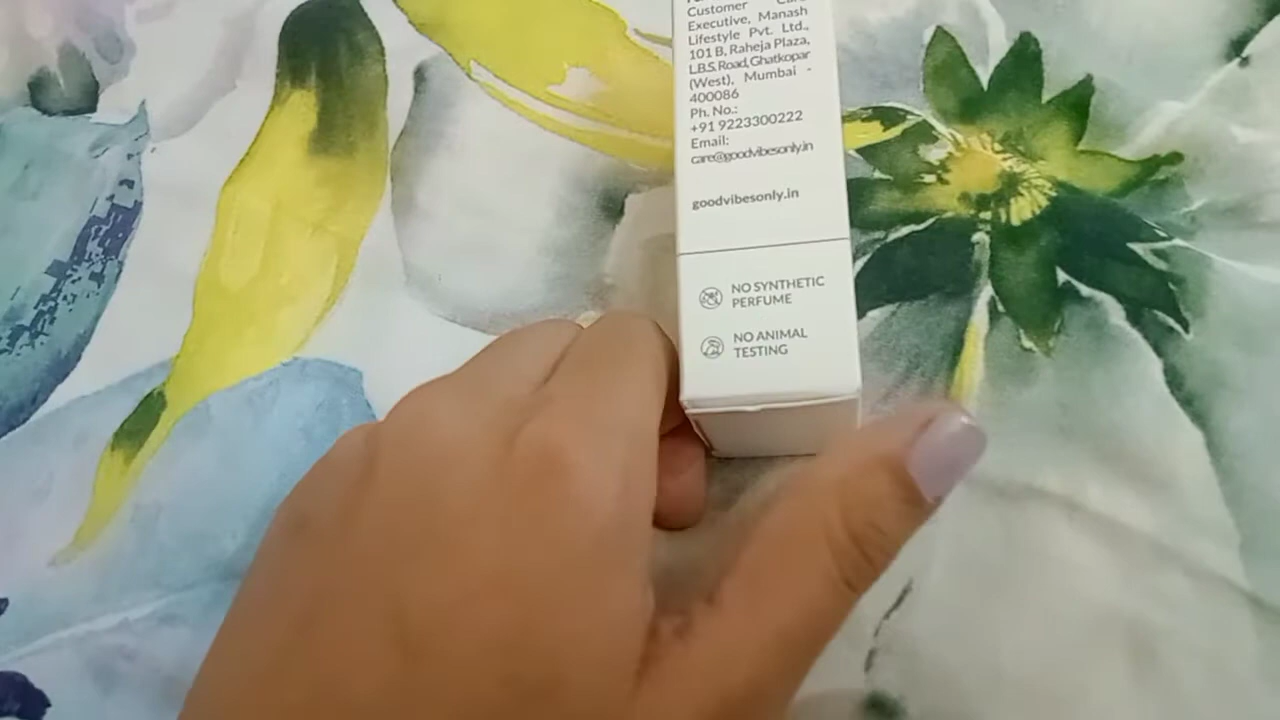 Customer Care
Executive, Manash
Lifestyle Pvt. Ltd.,
101 B, Raheja Plaza,
L.B.S. Road, Ghatkopar
(West), Mumbai -
400086
Ph. No.:
+91 9223300222
Email:
care@goodvibesonly.in
goodvibesonly.in
NO SYNTHETIC
PERFUME
NO ANIMAL
TESTING